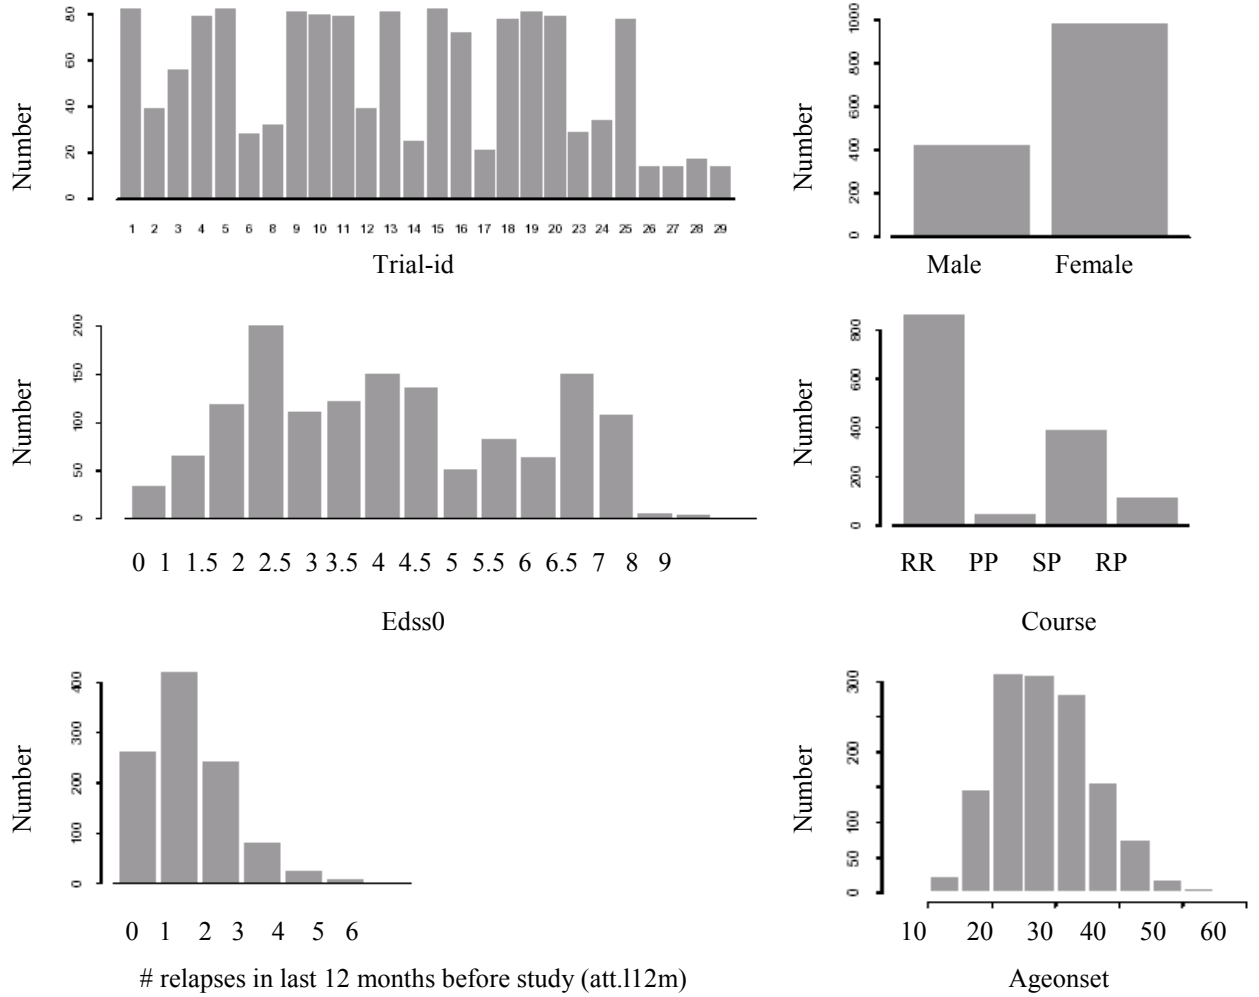 Number
80
60
40
20
0
1 2 3 4 5 6 8 9 10 11 12 13 14 15 16 17 18 19 20 23 24 25 26 27 28 29
Trial-id
Number
1000
800
600
400
200
0
Male Female
Number
200
150
100
50
0
0 1 1.5 2 2.5 3 3.5 4 4.5 5 5.5 6 6.5 7 8 9
Edss0
Number
800
600
400
200
0
RR PP SP RP
Course
Number
400
300
200
100
0
0 1 2 3 4 5 6
# relapses in last 12 months before study (att.l12m)
Number
300
200
100
50
0
10 20 30 40 50 60
Ageonset